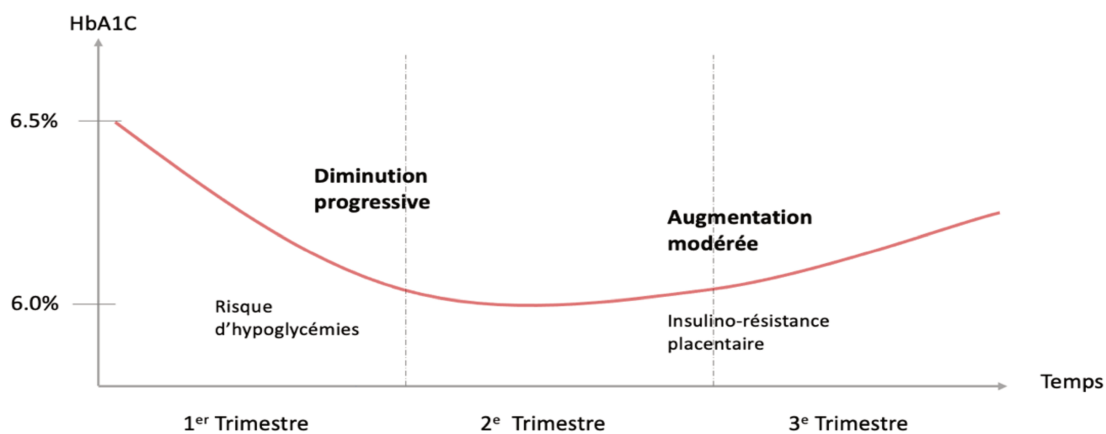 HbA1C
6.5%
Diminution
progressive
Augmentation
modérée
6.0%
Risque
d’hypoglycémies
Insulino-résistance
placentaire
Temps
1er Trimestre
2e Trimestre
3e Trimestre